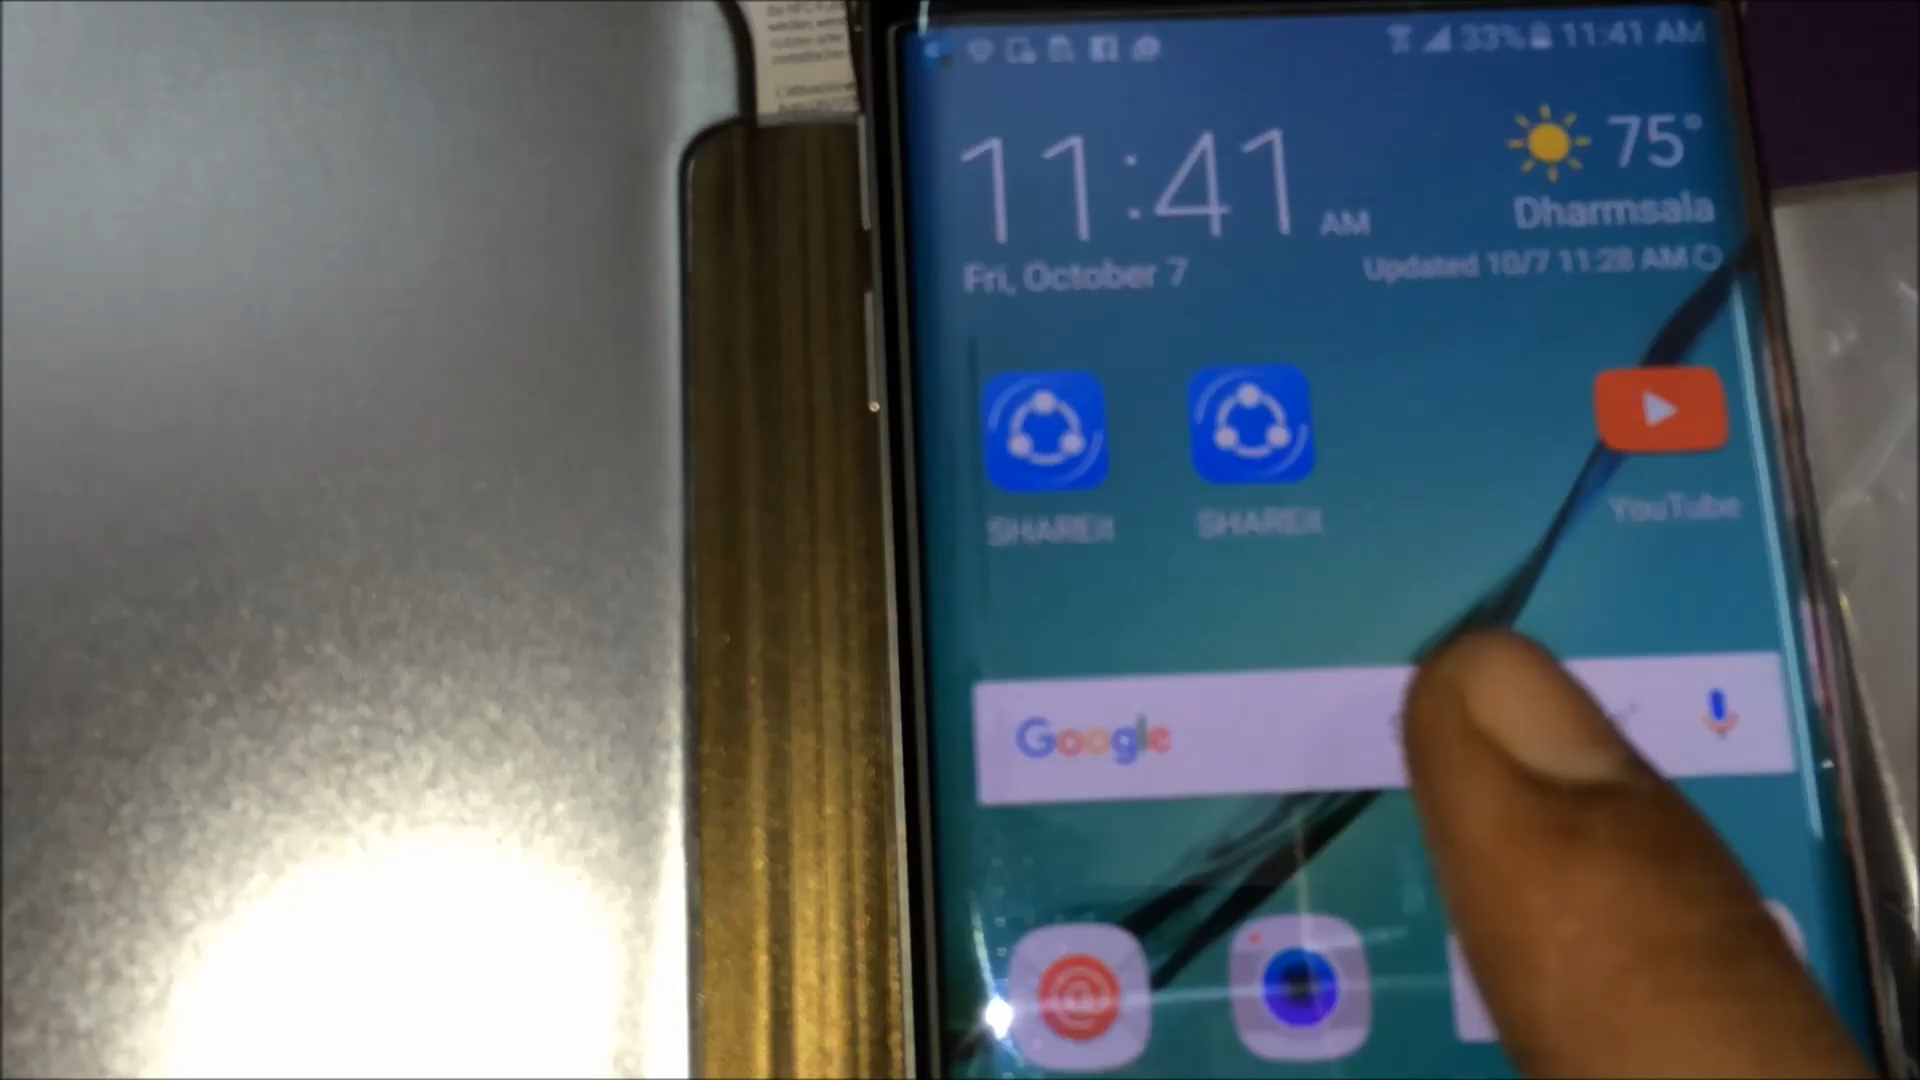 33% 11:41 AM
11:41 AM
75°
Dharmsala
Fri, October 7
Updated 10/7 11:28 AM
SHAREit
SHAREit
YouTube
Google